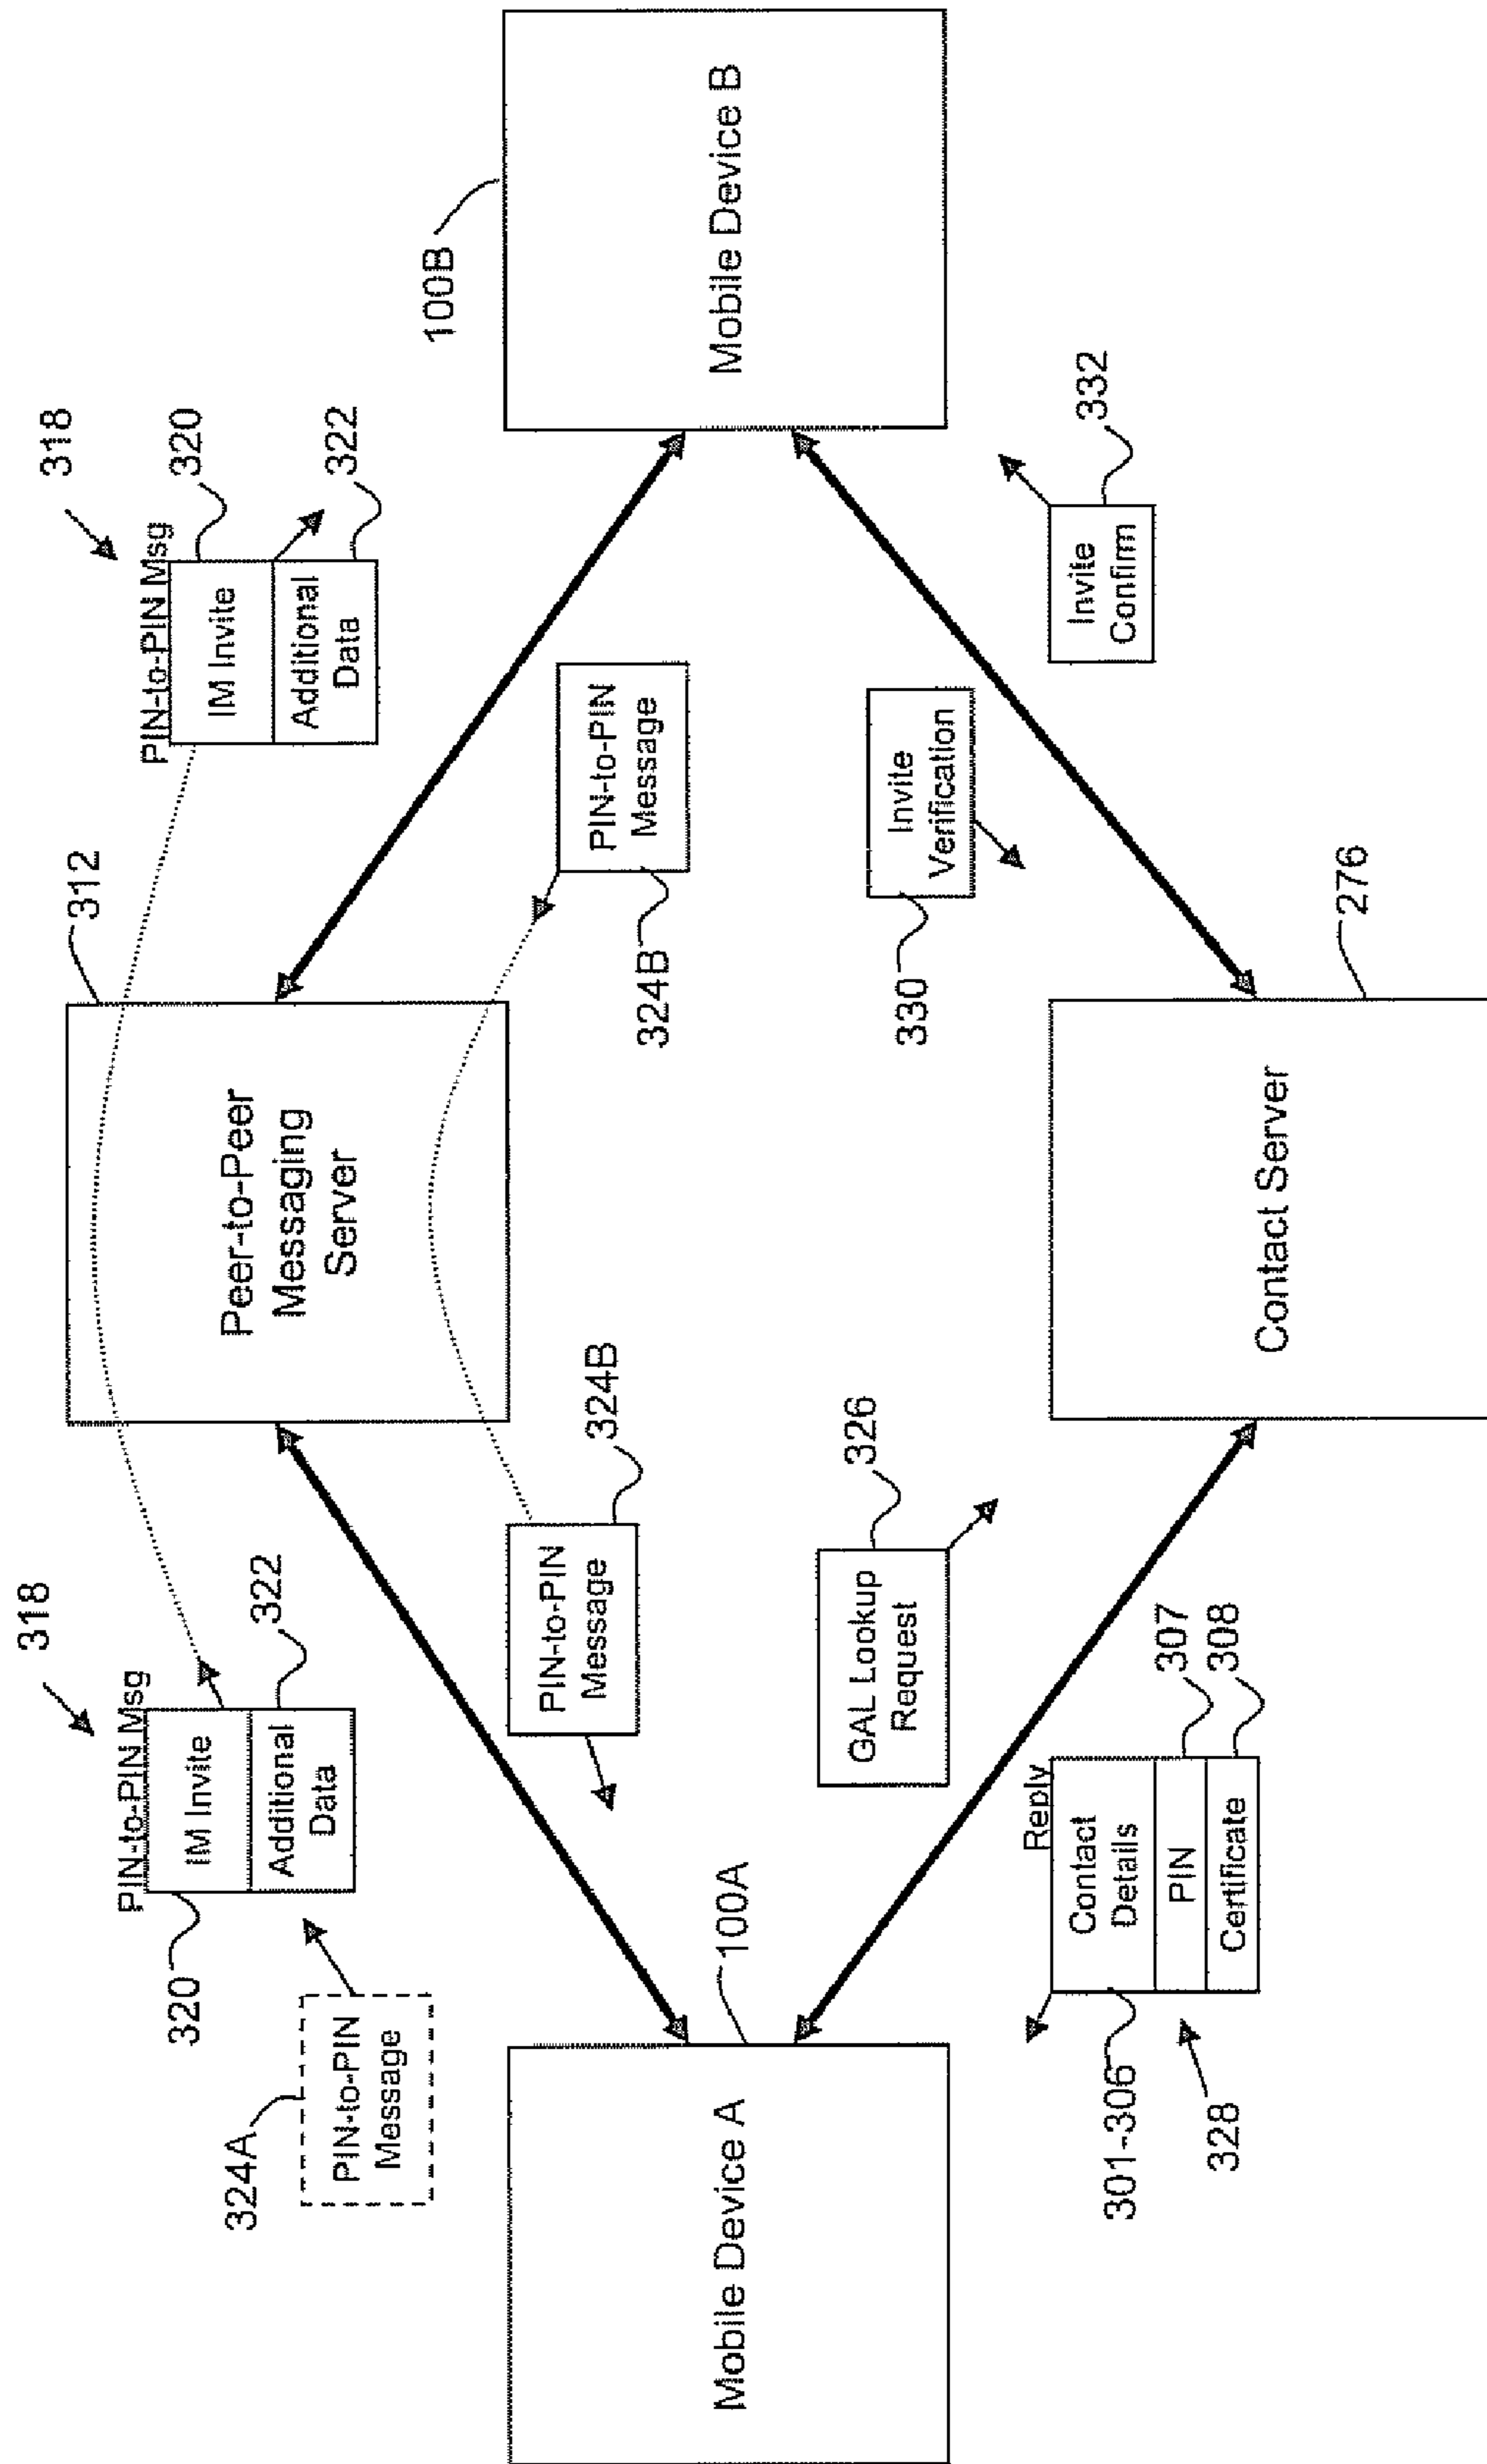 318
PIN-to-PIN Msg
320
IM Invite
Additional
Data
322
324A
PIN-to-PIN
Message
312
Peer-to-Peer
Messaging
Server
318
PIN-to-PIN Msg
IM Invite
320
Additional
Data
322
PIN-to-PIN
Message
324B
PIN-to-PIN
Message
324B
Mobile Device A
100A
100B
Mobile Device B
GAL Lookup
Request
326
Invite
Verification
330
Reply
Contact
Details
PIN
Certificate
307
308
301-306
328
Contact Server
276
Invite
Confirm
332